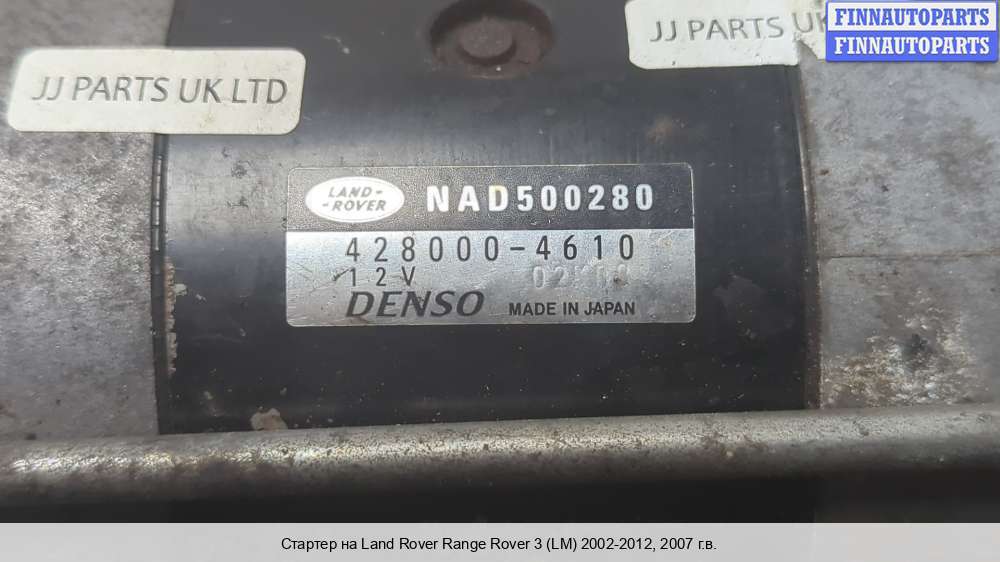 JJ PARTS UK LTD
JJ PARTS UK
FINNAUTOPARTS
FINNAUTOPARTS
LAND-
-ROVER
NAD500280
428000-4610
12V
DENSO MADE IN JAPAN
Стартер на Land Rover Range Rover 3 (LM) 2002-2012, 2007 г.в.